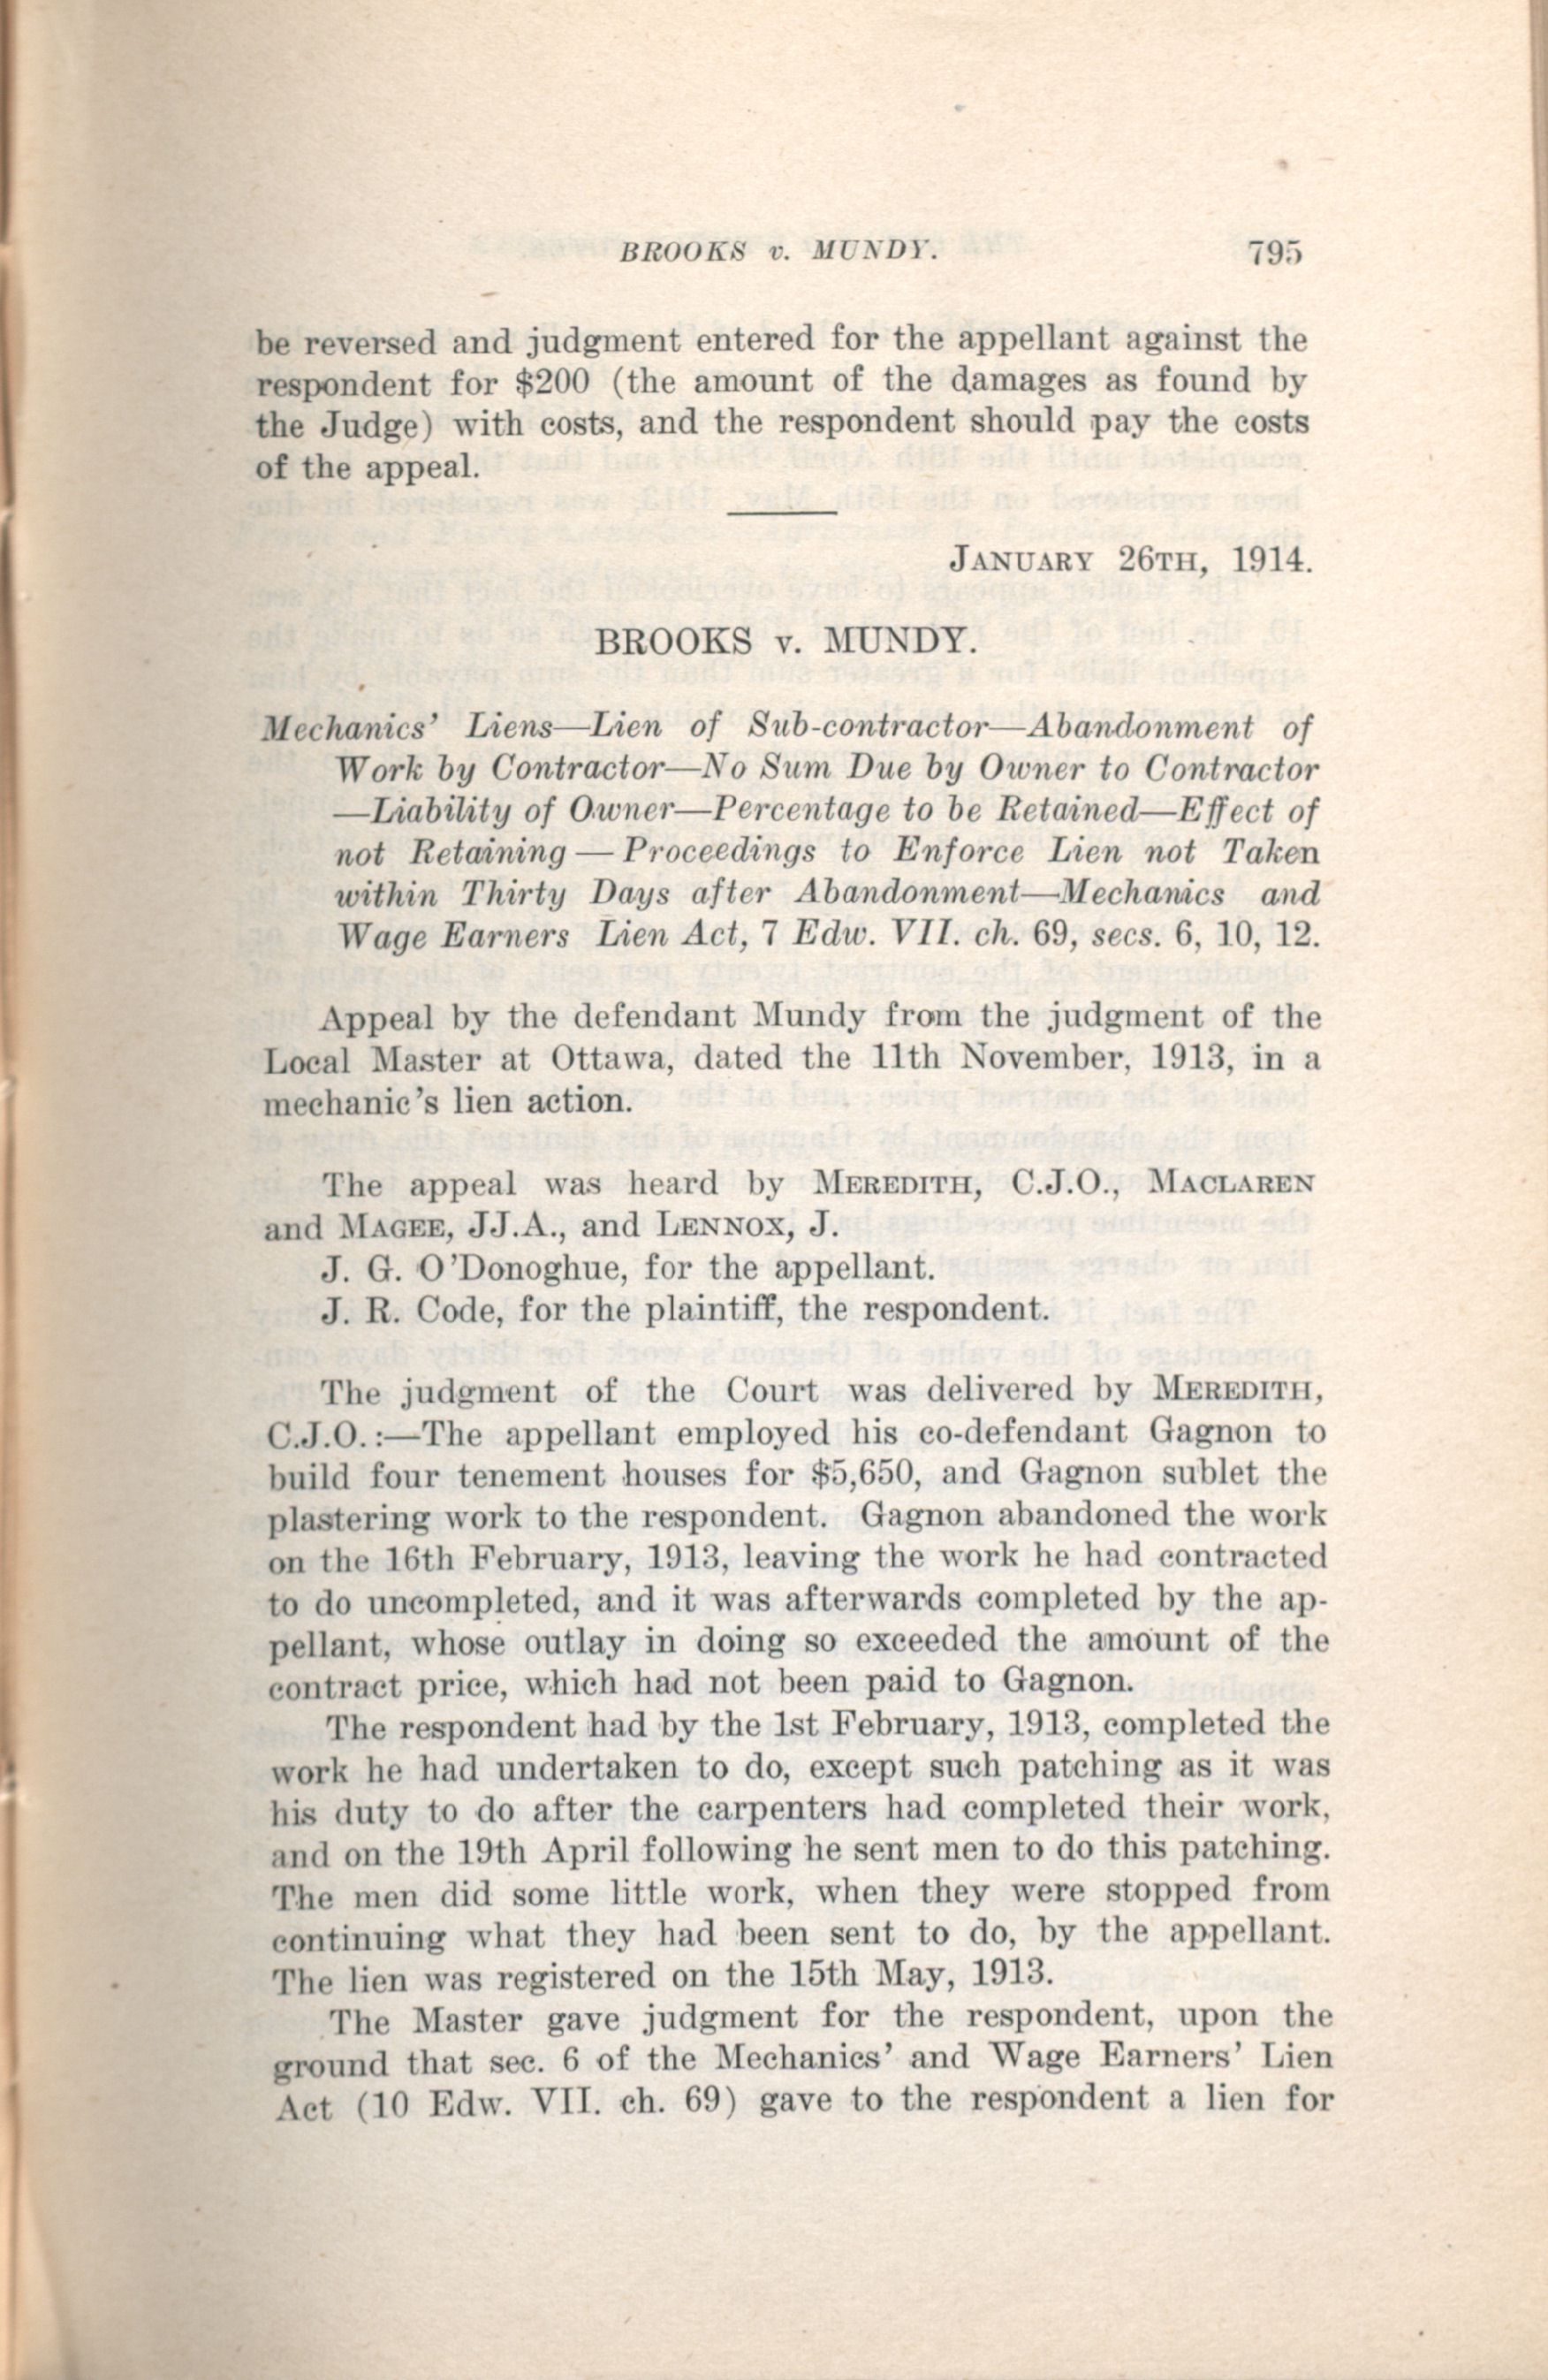 BROOKS v. MUNDY. 795
be reversed and judgment entered for the appellant against the
respondent for $200 (the amount of the damages as found by
the Judge) with costs, and the respondent should pay the costs
of the appeal.
JANUARY 26TH, 1914.
BROOKS v. MUNDY.
Mechanics' Liens—Lien of Sub-contractor—Abandonment of
Work by Contractor—No Sum Due by Owner to Contractor
—Liability of Owner—Percentage to be Retained—Effect of
not Retaining — Proceedings to Enforce Lien not Taken
within Thirty Days after Abandonment—Mechanics and
Wage Earners Lien Act, 7 Edw. VII. ch. 69, secs. 6, 10, 12.
Appeal by the defendant Mundy from the judgment of the
Local Master at Ottawa, dated the 11th November, 1913, in a
mechanic's lien action.
The appeal was heard by MEREDITH, C.J.O., MACLAREN
and MAGEE, JJ.A., and LENNOX, J.
J. G. O'Donoghue, for the appellant.
J. R. Code, for the plaintiff, the respondent.
The judgment of the Court was delivered by MEREDITH,
C.J.O.:—The appellant employed his co-defendant Gagnon to
build four tenement houses for $5,650, and Gagnon sublet the
plastering work to the respondent. Gagnon abandoned the work
on the 16th February, 1913, leaving the work he had contracted
to do uncompleted, and it was afterwards completed by the ap-
pellant, whose outlay in doing so exceeded the amount of the
contract price, which had not been paid to Gagnon.
The respondent had by the 1st February, 1913, completed the
work he had undertaken to do, except such patching as it was
his duty to do after the carpenters had completed their work,
and on the 19th April following he sent men to do this patching.
The men did some little work, when they were stopped from
continuing what they had been sent to do, by the appellant.
The lien was registered on the 15th May, 1913.
The Master gave judgment for the respondent, upon the
ground that sec. 6 of the Mechanics' and Wage Earners' Lien
Act (10 Edw. VII. ch. 69) gave to the respondent a lien for